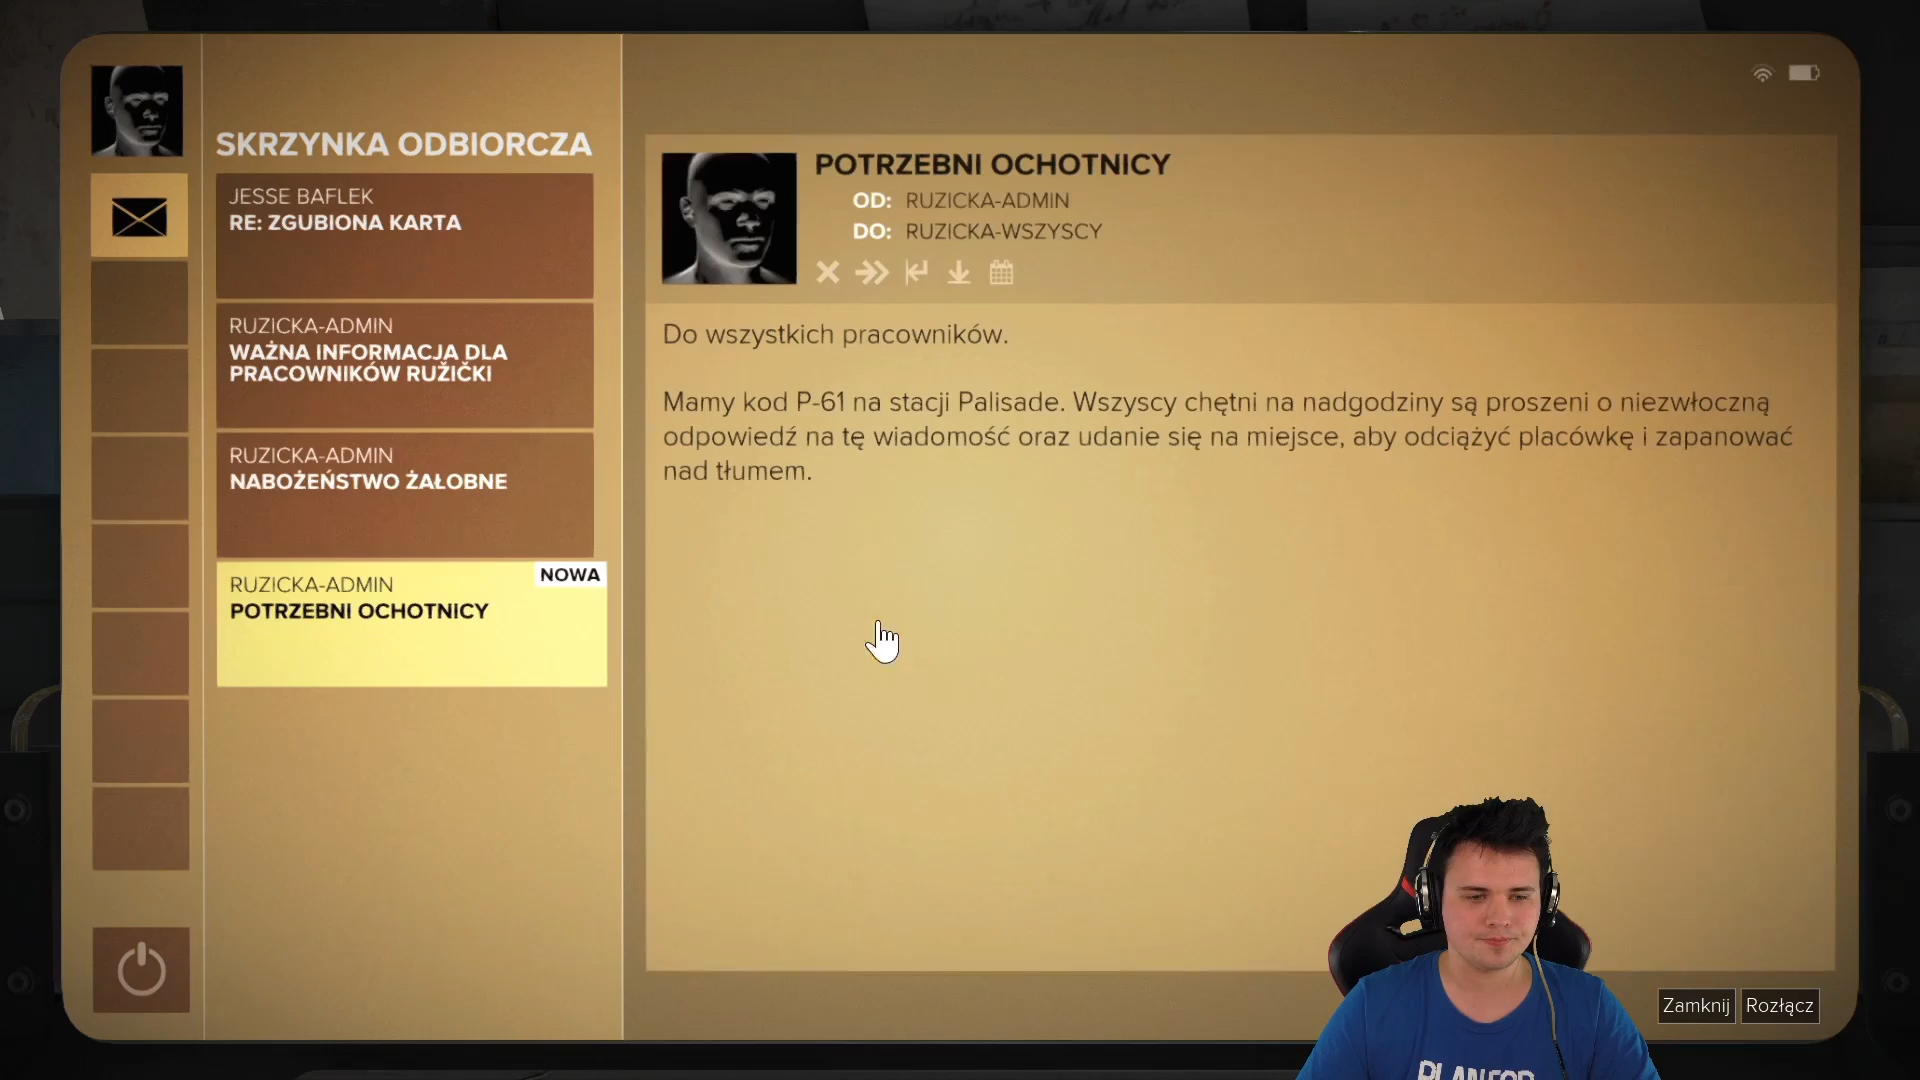 SKRZYNKA ODBIORCZA
JESSE BAFLEK
RE: ZGUBIONA KARTA
RUZICKA-ADMIN
WAŻNA INFORMACJA DLA
PRACOWNIKÓW RUŽIČKI
RUZICKA-ADMIN
NABOŻEŃSTWO ŻAŁOBNE
NOWA
RUZICKA-ADMIN
POTRZEBNI OCHOTNICY
POTRZEBNI OCHOTNICY
OD: RUZICKA-ADMIN
DO: RUZICKA-WSZYSCY
Do wszystkich pracowników.
Mamy kod P-61 na stacji Palisade. Wszyscy chętni na nadgodziny są proszeni o niezwłoczną
odpowiedź na tę wiadomość oraz udanie się na miejsce, aby odciążyć placówkę i zapanować
nad tłumem.
Zamknij Rozłącz
PLAN FOR